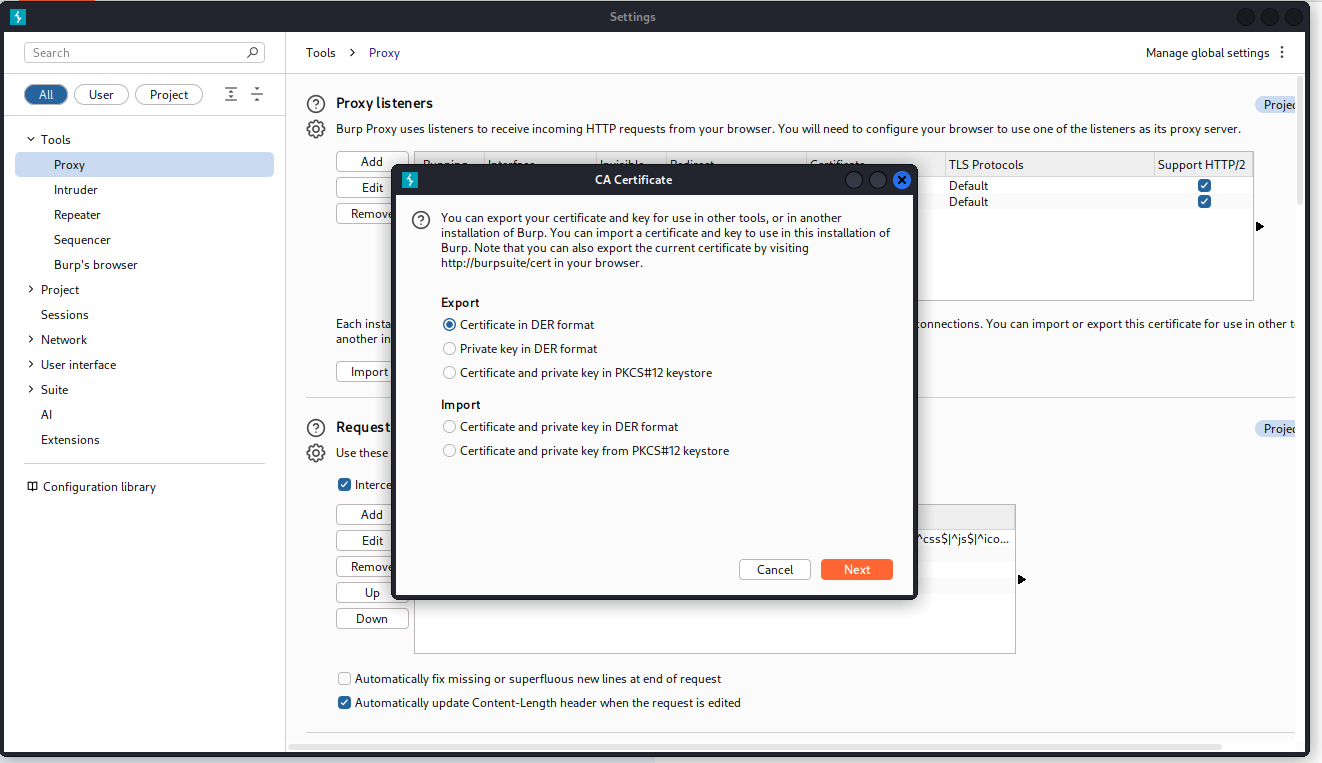 Settings
Search
Tools > Proxy
Manage global settings
All
User
Project
Tools
Proxy
Intruder
Repeater
Sequencer
Burp's browser
Project
Sessions
Network
User interface
Suite
AI
Extensions
Configuration library
Proxy listeners
Burp Proxy uses listeners to receive incoming HTTP requests from your browser. You will need to configure your browser to use one of the listeners as its proxy server.
Add
Edit
Remove
Running Interface Invisible Redirect Certificate TLS Protocols Support HTTP/2
Default
Default
Each insta
connections. You can import or export this certificate for use in other t
another in
Import
CA Certificate
You can export your certificate and key for use in other tools, or in another
installation of Burp. You can import a certificate and key to use in this installation of
Burp. Note that you can also export the current certificate by visiting
http://burpsuite/cert in your browser.
Export
Certificate in DER format
Private key in DER format
Certificate and private key in PKCS#12 keystore
Import
Certificate and private key in DER format
Certificate and private key from PKCS#12 keystore
Cancel
Next
Request
Use these
Interce
Add
Edit
Remove
Up
Down
^css$|^js$|^ico...
Automatically fix missing or superfluous new lines at end of request
Automatically update Content-Length header when the request is edited